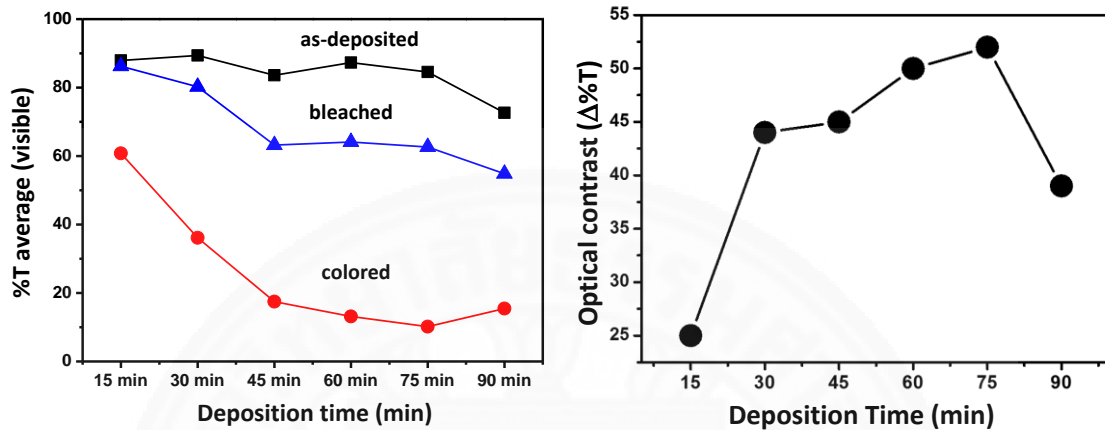 100
80
60
40
20
0
%T average (visible)
as-deposited
bleached
colored
15 min 30 min 45 min 60 min 75 min 90 min
Deposition time (min)
55
50
45
40
35
30
25
Optical contrast (Δ%T)
15 30 45 60 75 90
Deposition Time (min)